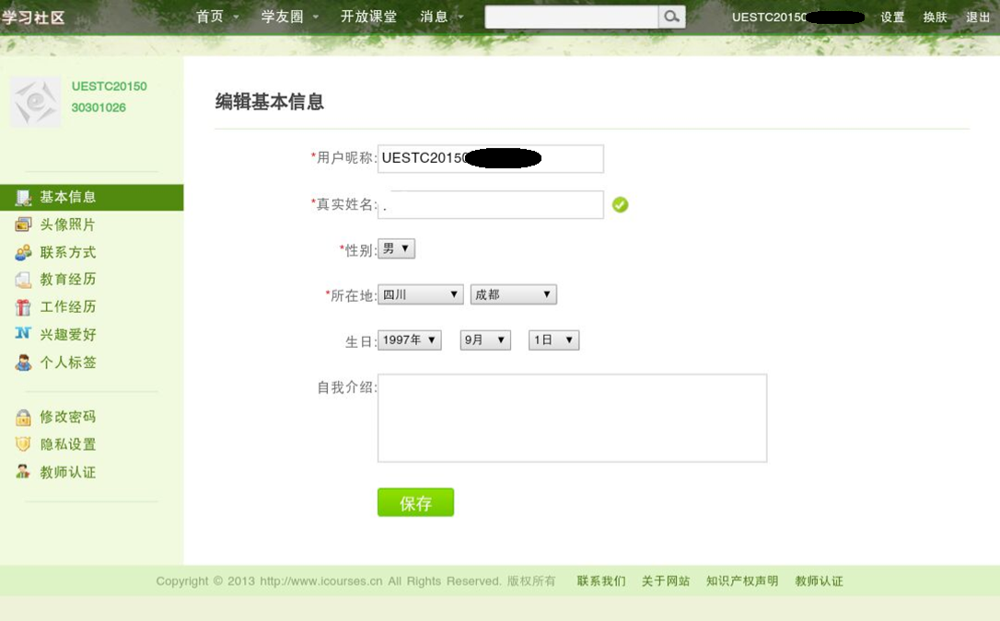 学习社区 首页 学友圈 开放课堂 消息 UESTC20150 设置 换肤 退出
UESTC20150
30301026
编辑基本信息
*用户昵称: UESTC20150
*真实姓名: .
*性别: 男
*所在地: 四川 成都
生日: 1997年 9月 1日
自我介绍:
保存
基本信息
头像照片
联系方式
教育经历
工作经历
兴趣爱好
个人标签
修改密码
隐私设置
教师认证
Copyright © 2013 http://www.icourses.cn All Rights Reserved. 版权所有 联系我们 关于网站 知识产权声明 教师认证